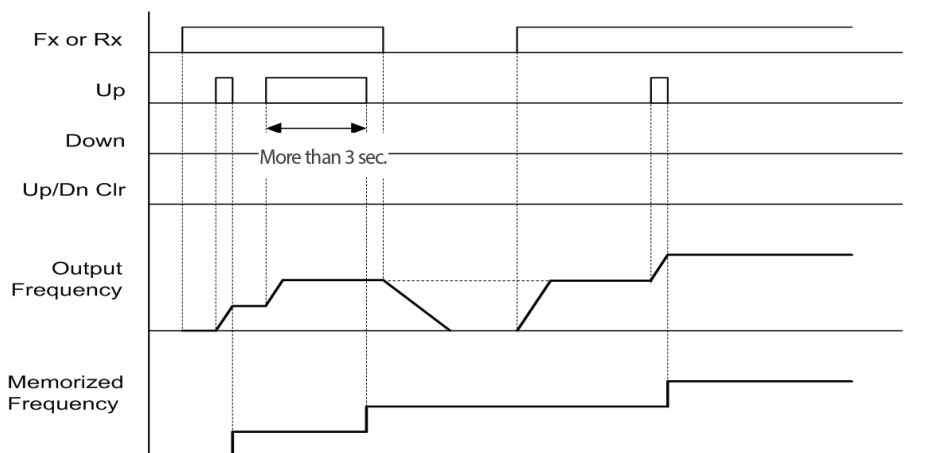 Fx or Rx
Up
Down
More than 3 sec.
Up/Dn Clr
Output
Frequency
Memorized
Frequency